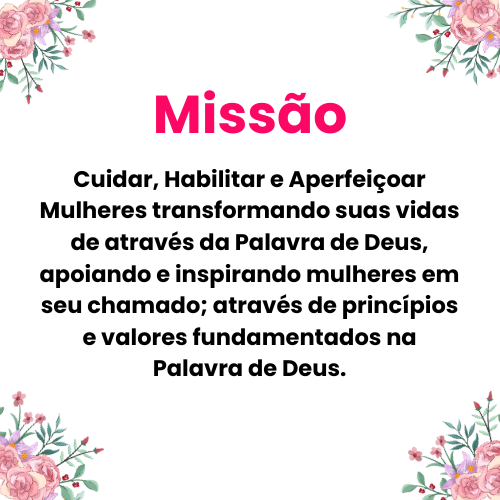 Missão
Cuidar, Habilitar e Aperfeiçoar
Mulheres transformando suas vidas
de através da Palavra de Deus,
apoiando e inspirando mulheres em
seu chamado; através de princípios
e valores fundamentados na
Palavra de Deus.